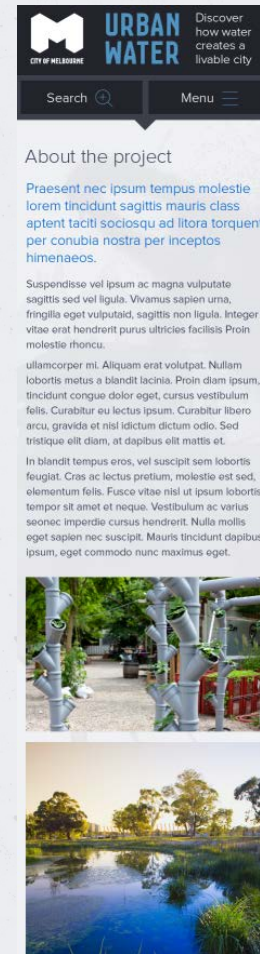 CITY OF MELBOURNE
URBAN
WATER
Discover
how water
creates a
livable city
Search
Menu
About the project
Praesent nec ipsum tempus molestie
lorem tincidunt sagittis mauris class
aptent taciti sociosqu ad litora torquent
per conubia nostra per inceptos
himenaeos.
Suspendisse vel ipsum ac magna vulputate
sagittis sed vel ligula. Vivamus sapien urna,
fringilla eget vulputaid, sagittis non ligula. Integer
vitae erat hendrerit purus ultricies facilisis Proin
molestie rhoncu.
ullamcorper mi. Aliquam erat volutpat. Nullam
lobortis metus a blandit lacinia. Proin diam ipsum,
tincidunt congue dolor eget, cursus vestibulum
felis. Curabitur eu lectus ipsum. Curabitur libero
arcu, gravida et nisl idictum dictum odio. Sed
tristique elit diam, at dapibus elit mattis et.
In blandit tempus eros, vel suscipit sem lobortis
feugiat. Cras ac lectus pretium, molestie est sed,
elementum felis. Fusce vitae nisl ut ipsum lobortis
tempor sit amet et neque. Vestibulum ac varius
seonec imperdie cursus hendrerit. Nulla mollis
eget sapien nec suscipit. Mauris tincidunt dapibus
ipsum, eget commodo nunc maximus eget.